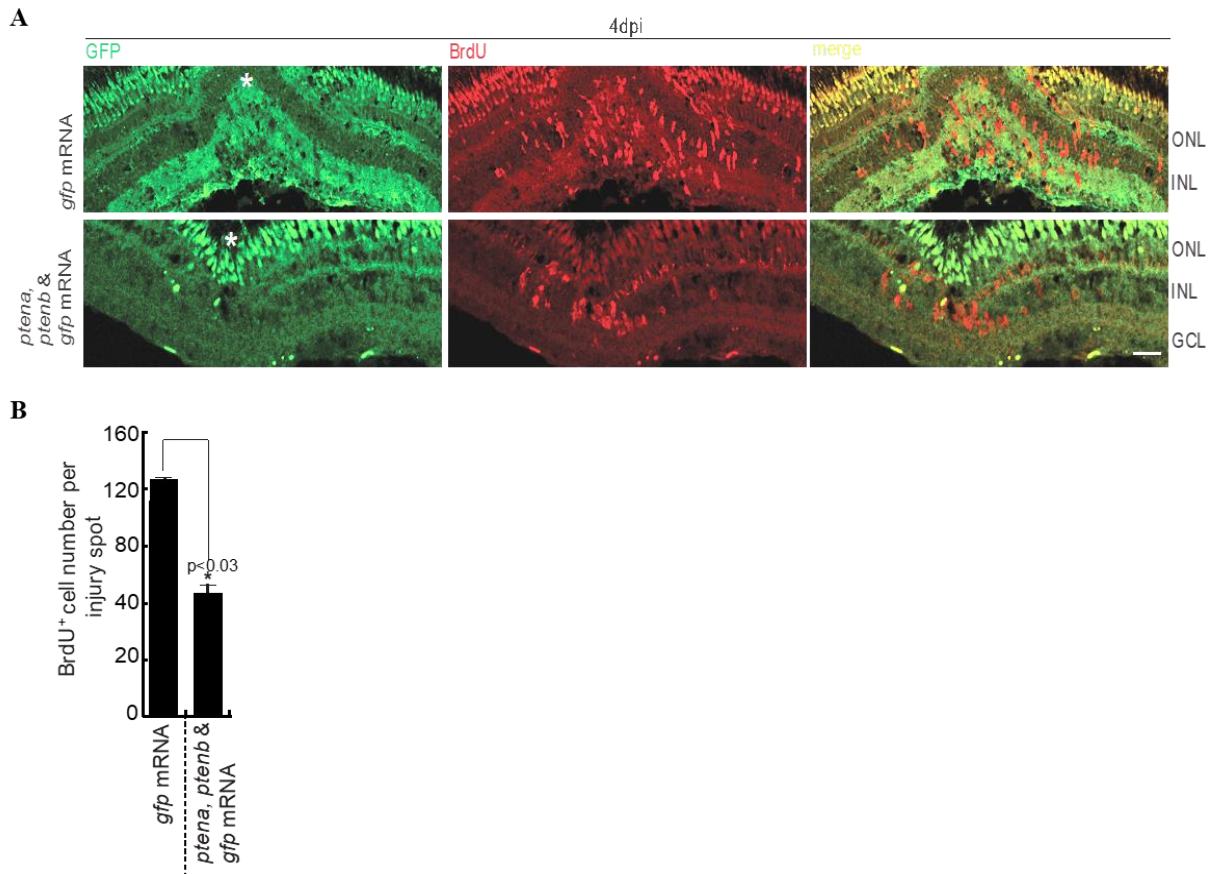 A
4dpi
GFP
BrdU
merge
*
gfp mRNA
ONL
INL
*
ptena,
ptenb &
gfp mRNA
ONL
INL
GCL
B
BrdU+ cell number per
injury spot
160
120
80
40
20
0
p<0.03
*
gfp mRNA
ptena, ptenb &
gfp mRNA